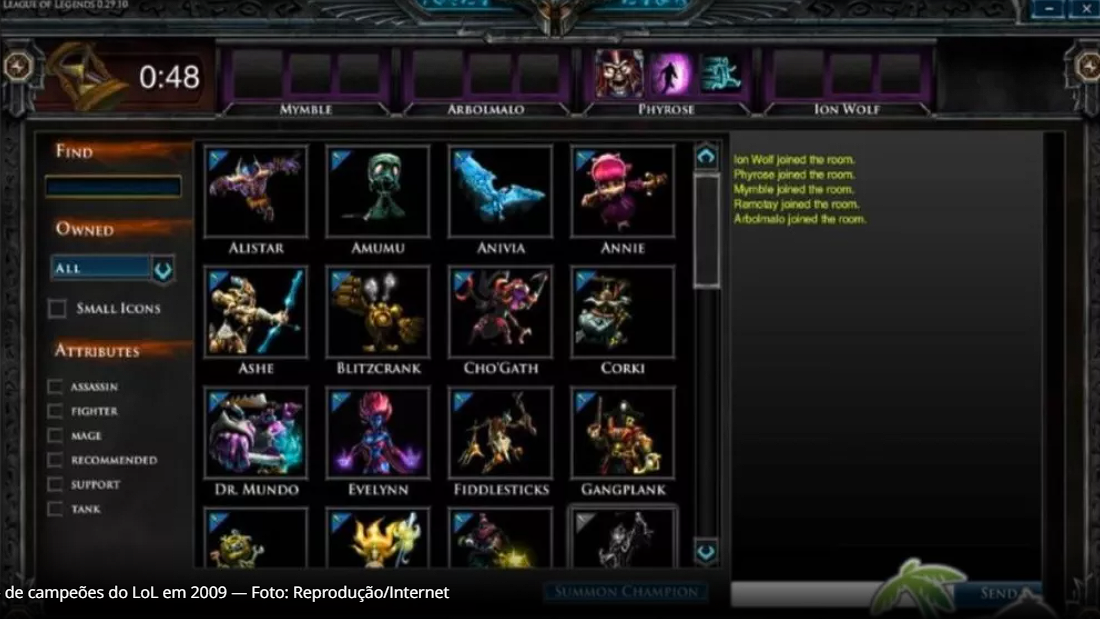 LEAGUE OF LEGENDS 0.29.10
0:48
MYMBLE
ARBOLMALO
PHYROSE
ION WOLF
FIND
OWNED
ALL
SMALL ICONS
ATTRIBUTES
ASSASSIN
FIGHTER
MAGE
RECOMMENDED
SUPPORT
TANK
ALISTAR
AMUMU
ANIVIA
ANNIE
ASHE
BLITZCRANK
CHO'GATH
CORKI
DR. MUNDO
EVELYNN
FIDDLESTICKS
GANGPLANK
Ion Wolf joined the room.
Phyrose joined the room.
Mymble joined the room.
Ramotay joined the room.
Arbolmalo joined the room.
SUMMON CHAMPION
SEND
de campeões do LoL em 2009 — Foto: Reprodução/Internet